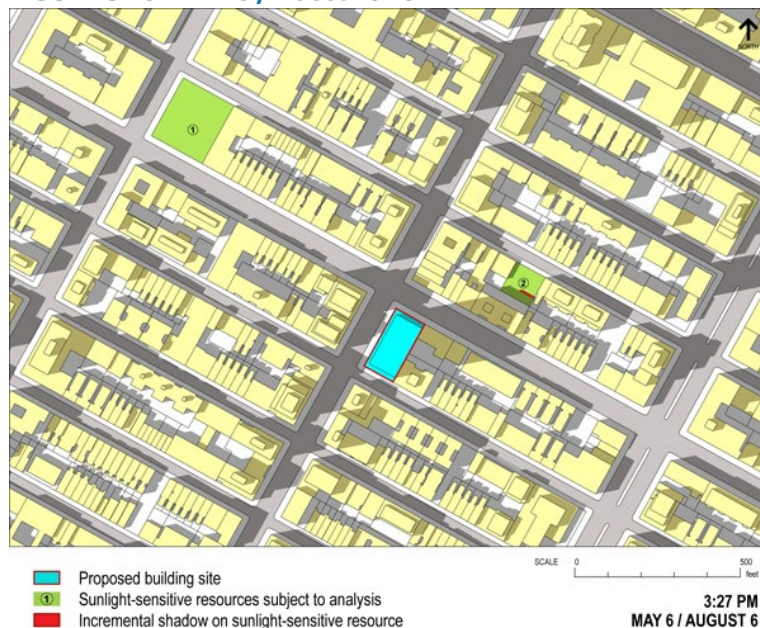 NORTH
①
②
SCALE 0 500
feet
Proposed building site
① Sunlight-sensitive resources subject to analysis
Incremental shadow on sunlight-sensitive resource
3:27 PM
MAY 6 / AUGUST 6